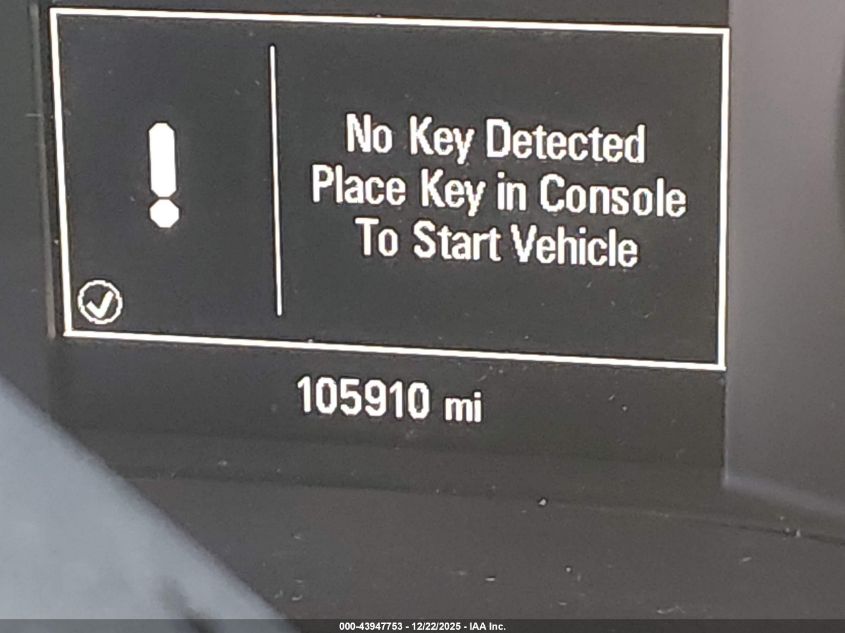 No Key Detected
Place Key in Console
To Start Vehicle
105910 mi
000-43947753 - 12/22/2025 - IAA Inc.